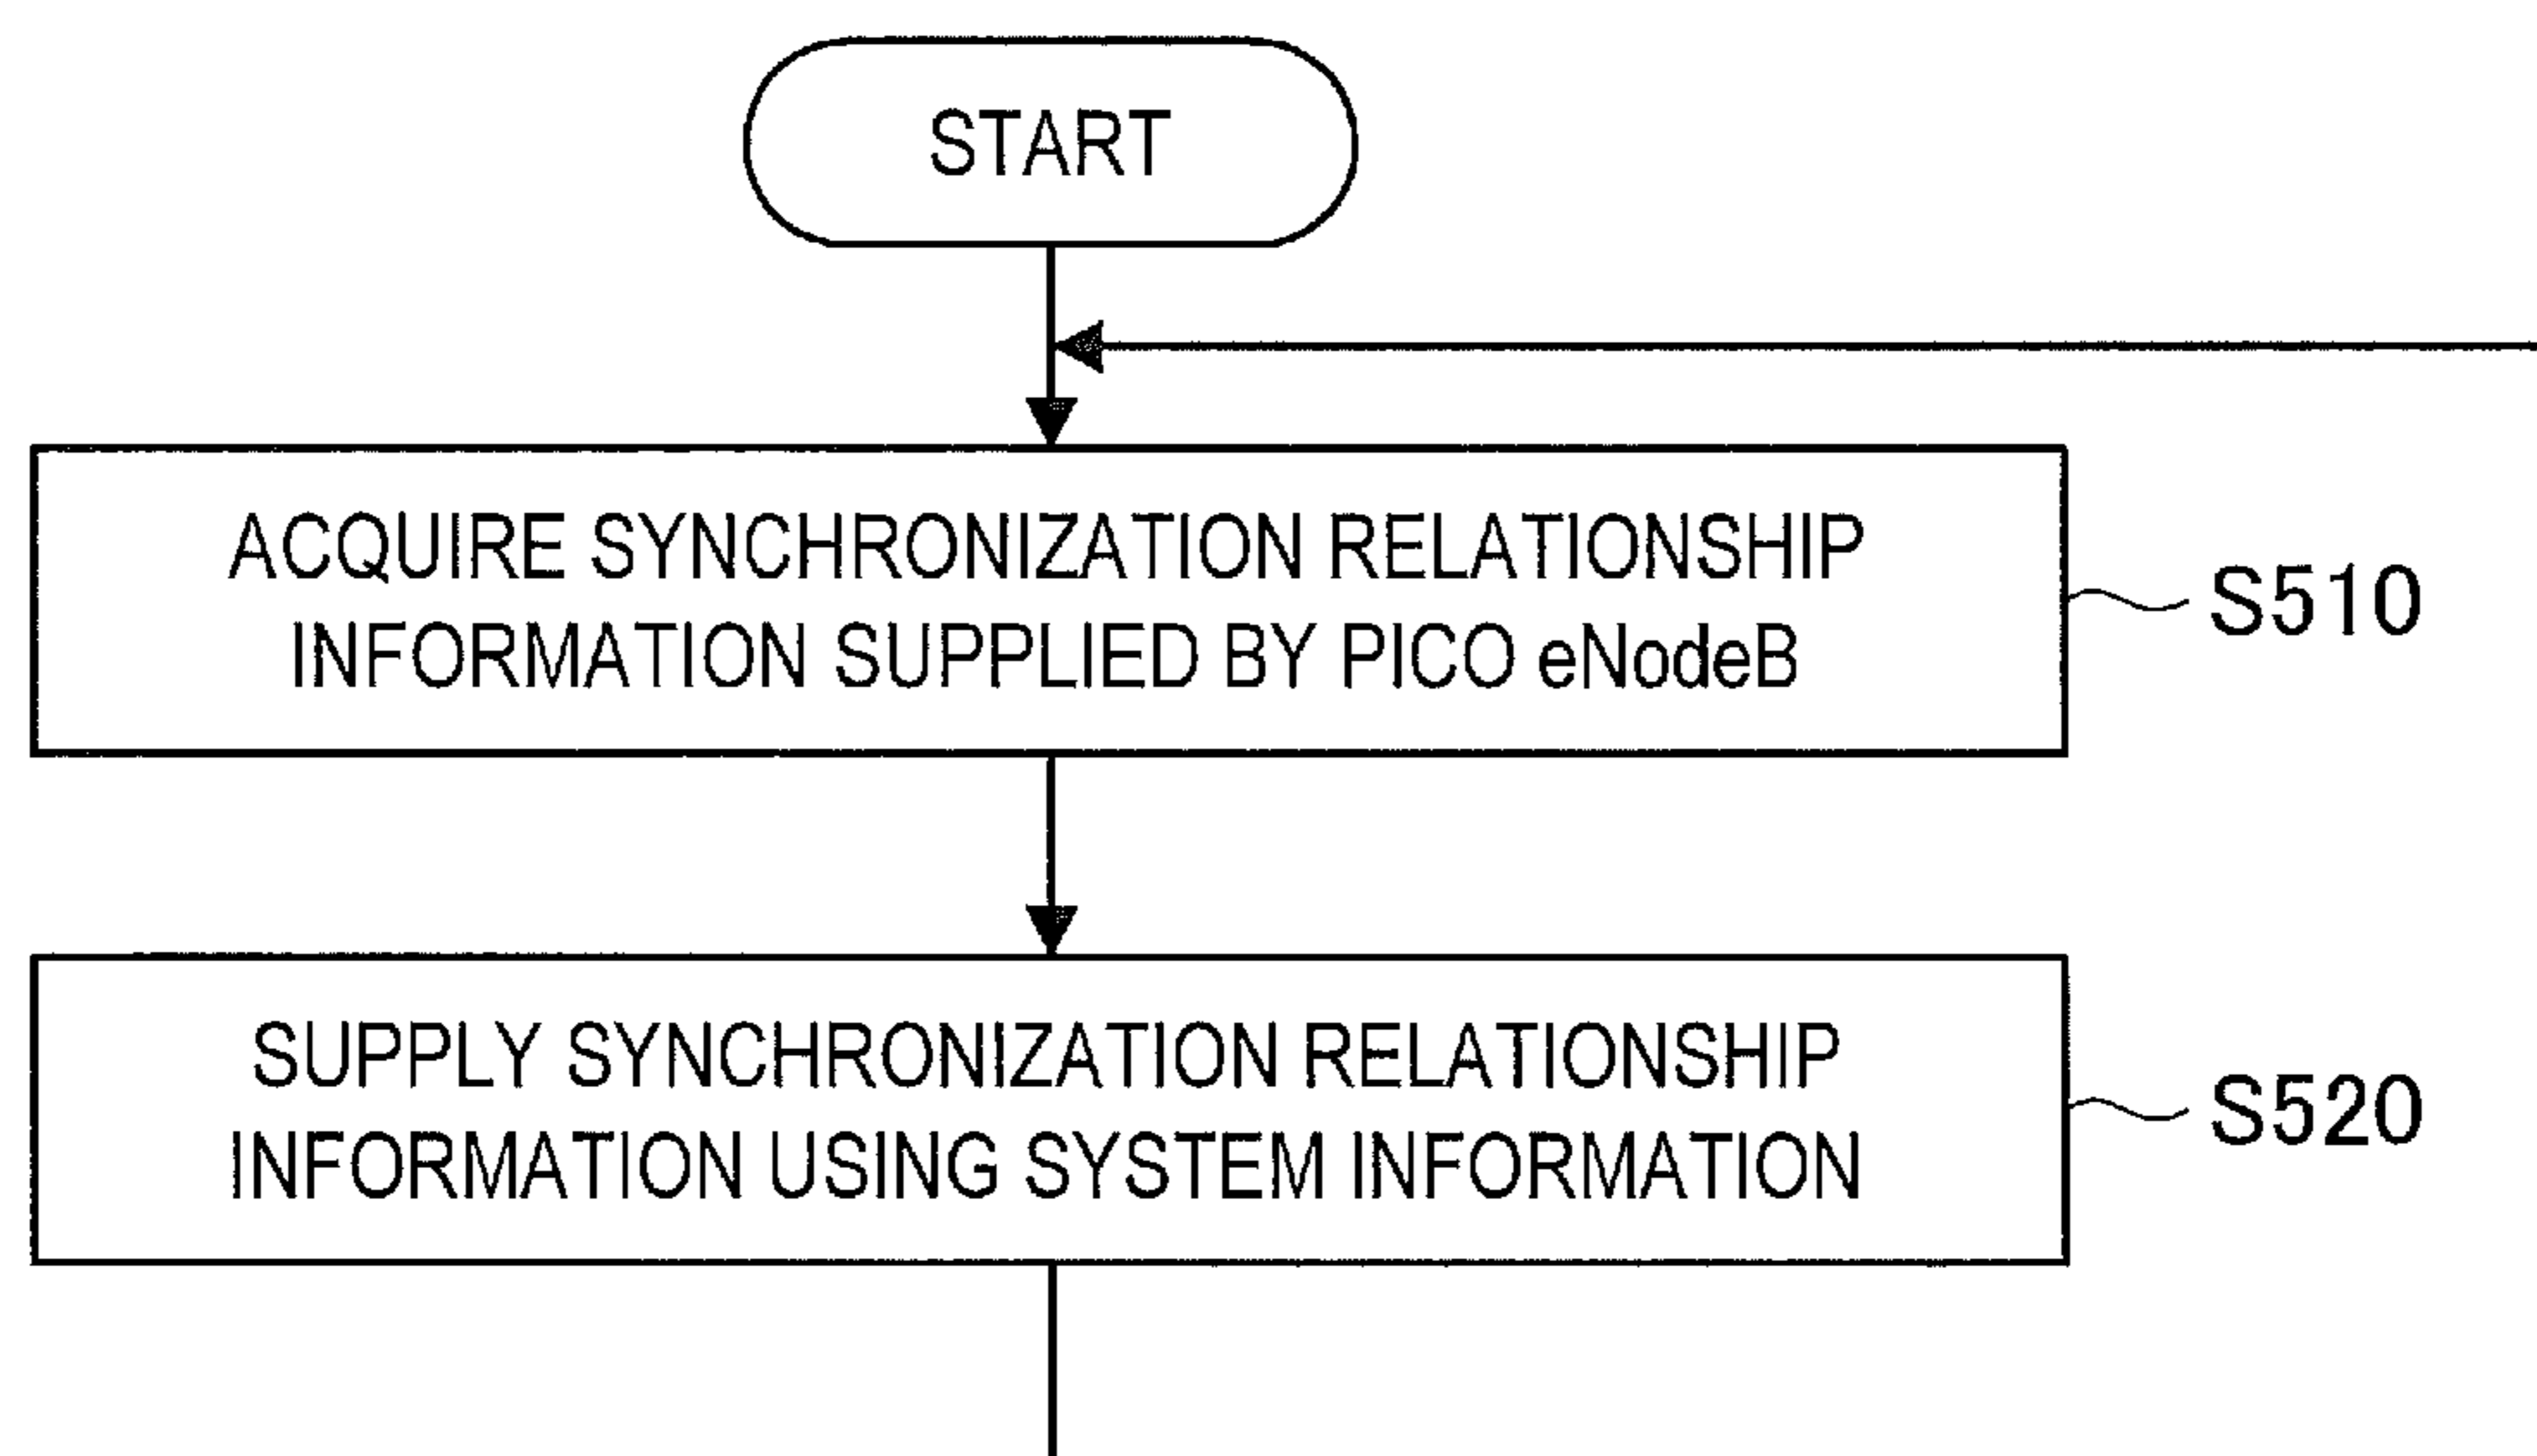 START
ACQUIRE SYNCHRONIZATION RELATIONSHIP
INFORMATION SUPPLIED BY PICO eNodeB
S510
SUPPLY SYNCHRONIZATION RELATIONSHIP
INFORMATION USING SYSTEM INFORMATION
S520